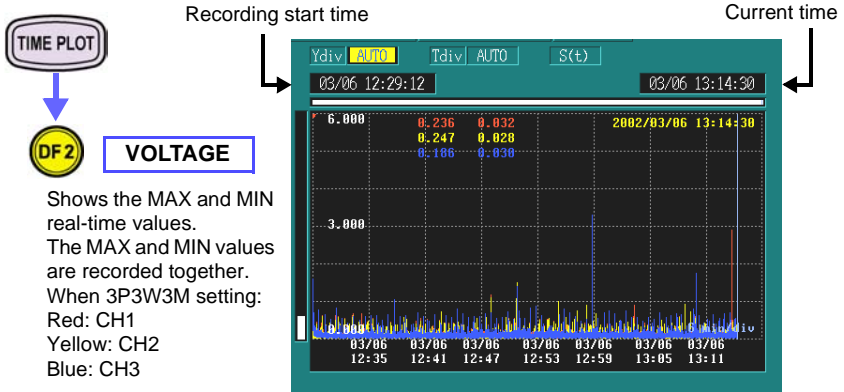 Recording start time
Current time
TIME PLOT
DF 2
VOLTAGE
Shows the MAX and MIN
real-time values.
The MAX and MIN values
are recorded together.
When 3P3W3M setting:
Red: CH1
Yellow: CH2
Blue: CH3
Ydiv AUTO Tdiv AUTO S(t)
03/06 12:29:12 03/06 13:14:30
6.000 0.236 0.032 2002/03/06 13:14:30
0.247 0.028
0.186 0.030
3.000
0.000
03/06 03/06 03/06 03/06 03/06 03/06 03/06
12:35 12:41 12:47 12:53 12:59 13:05 13:11